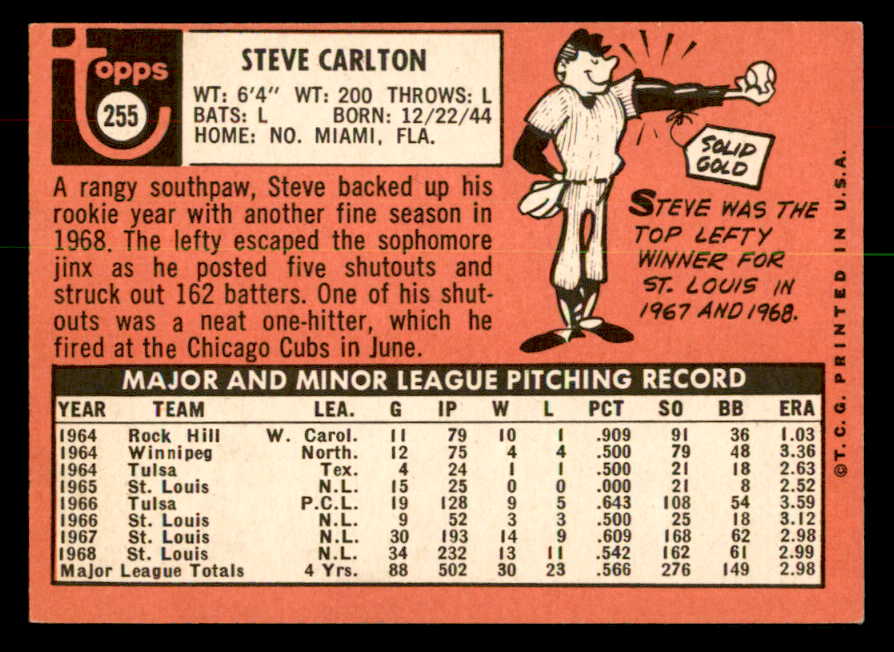 Topps
255
STEVE CARLTON
WT: 6'4" WT: 200 THROWS: L
BATS: L BORN: 12/22/44
HOME: NO. MIAMI, FLA.
A rangy southpaw, Steve backed up his
rookie year with another fine season in
1968. The lefty escaped the sophomore
jinx as he posted five shutouts and
struck out 162 batters. One of his shut-
outs was a neat one-hitter, which he
fired at the Chicago Cubs in June.
SOLID
GOLD
STEVE WAS THE
TOP LEFTY
WINNER FOR
ST. LOUIS IN
1967 AND 1968.
MAJOR AND MINOR LEAGUE PITCHING RECORD
YEAR TEAM LEA. G IP W L PCT SO BB ERA
1964 Rock Hill W. Carol. 11 79 10 1 .909 91 36 1.03
1964 Winnipeg North. 12 75 4 4 .500 79 48 3.36
1964 Tulsa Tex. 4 24 1 1 .500 21 18 2.63
1965 St. Louis N.L. 15 25 0 0 .000 21 8 2.52
1966 Tulsa P.C.L. 19 128 9 5 .643 108 54 3.59
1966 St. Louis N.L. 9 52 3 3 .500 25 18 3.12
1967 St. Louis N.L. 30 193 14 9 .609 168 62 2.98
1968 St. Louis N.L. 34 232 13 11 .542 162 61 2.99
Major League Totals 4 Yrs. 88 502 30 23 .566 276 149 2.98
©T.C.G. PRINTED IN U.S.A.